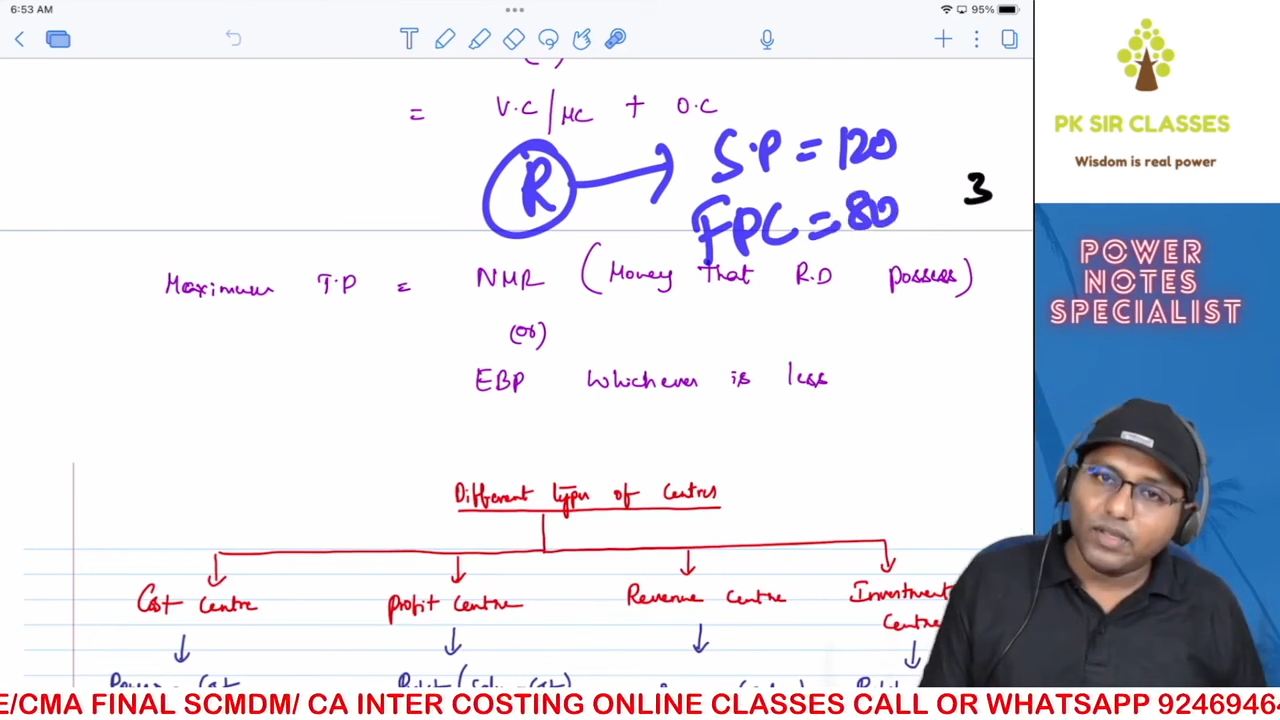 6:53 AM
95%
= V.C/MC + O.C
R → S.P = 120
FPC = 80
3
Maximum T.P = NMR (Money that R.D possess)
(or)
EBP whichever is less
Different types of Centres
Cost Centre Profit Centre Revenue Centre Investment Centre
PK SIR CLASSES
Wisdom is real power
POWER
NOTES
SPECIALIST
E/CMA FINAL SCMDM/ CA INTER COSTING ONLINE CLASSES CALL OR WHATSAPP 92469464